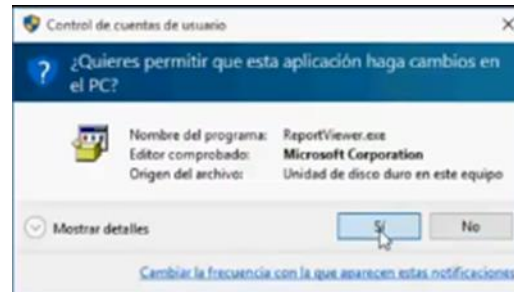 Control de cuentas de usuario
¿Quieres permitir que esta aplicación haga cambios en
el PC?
Nombre del programa: ReportViewer.exe
Editor comprobado: Microsoft Corporation
Origen del archivo: Unidad de disco duro en este equipo
Mostrar detalles
Sí
No
Cambiar la frecuencia con la que aparecen estas notificaciones